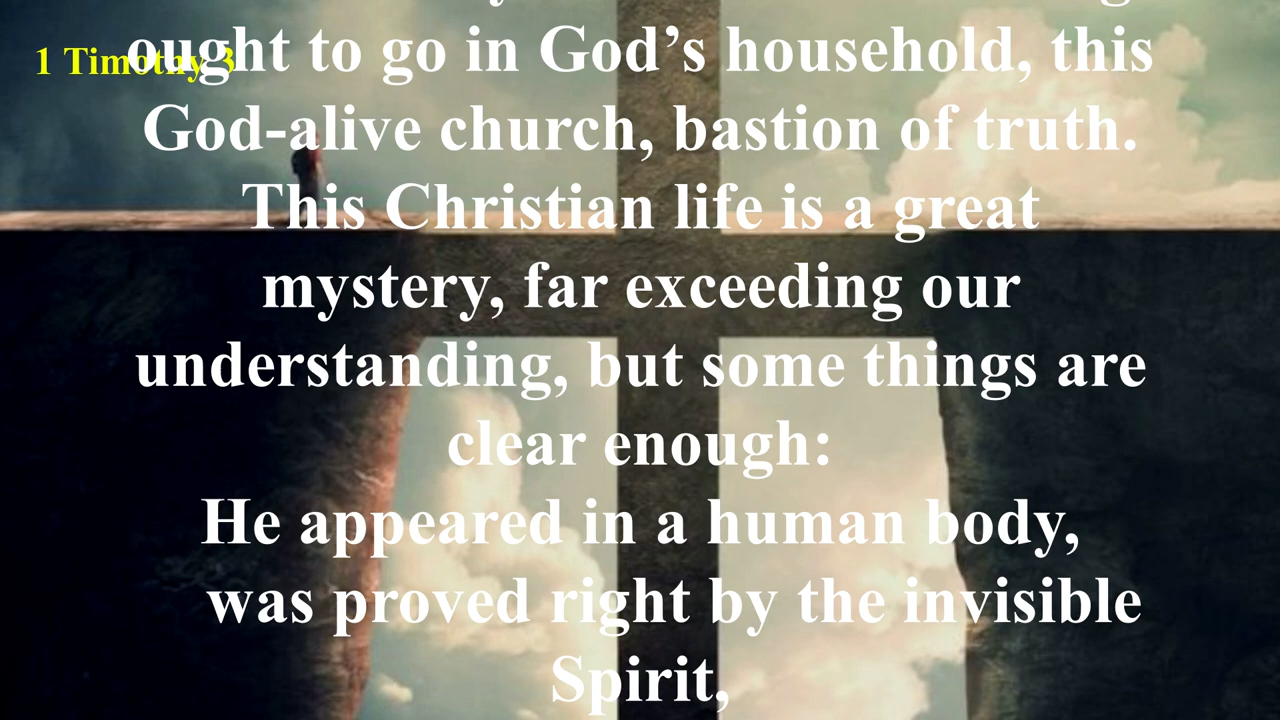 1 Timothy 3
ought to go in God’s household, this
God-alive church, bastion of truth.
This Christian life is a great
mystery, far exceeding our
understanding, but some things are
clear enough:
He appeared in a human body,
was proved right by the invisible
Spirit,